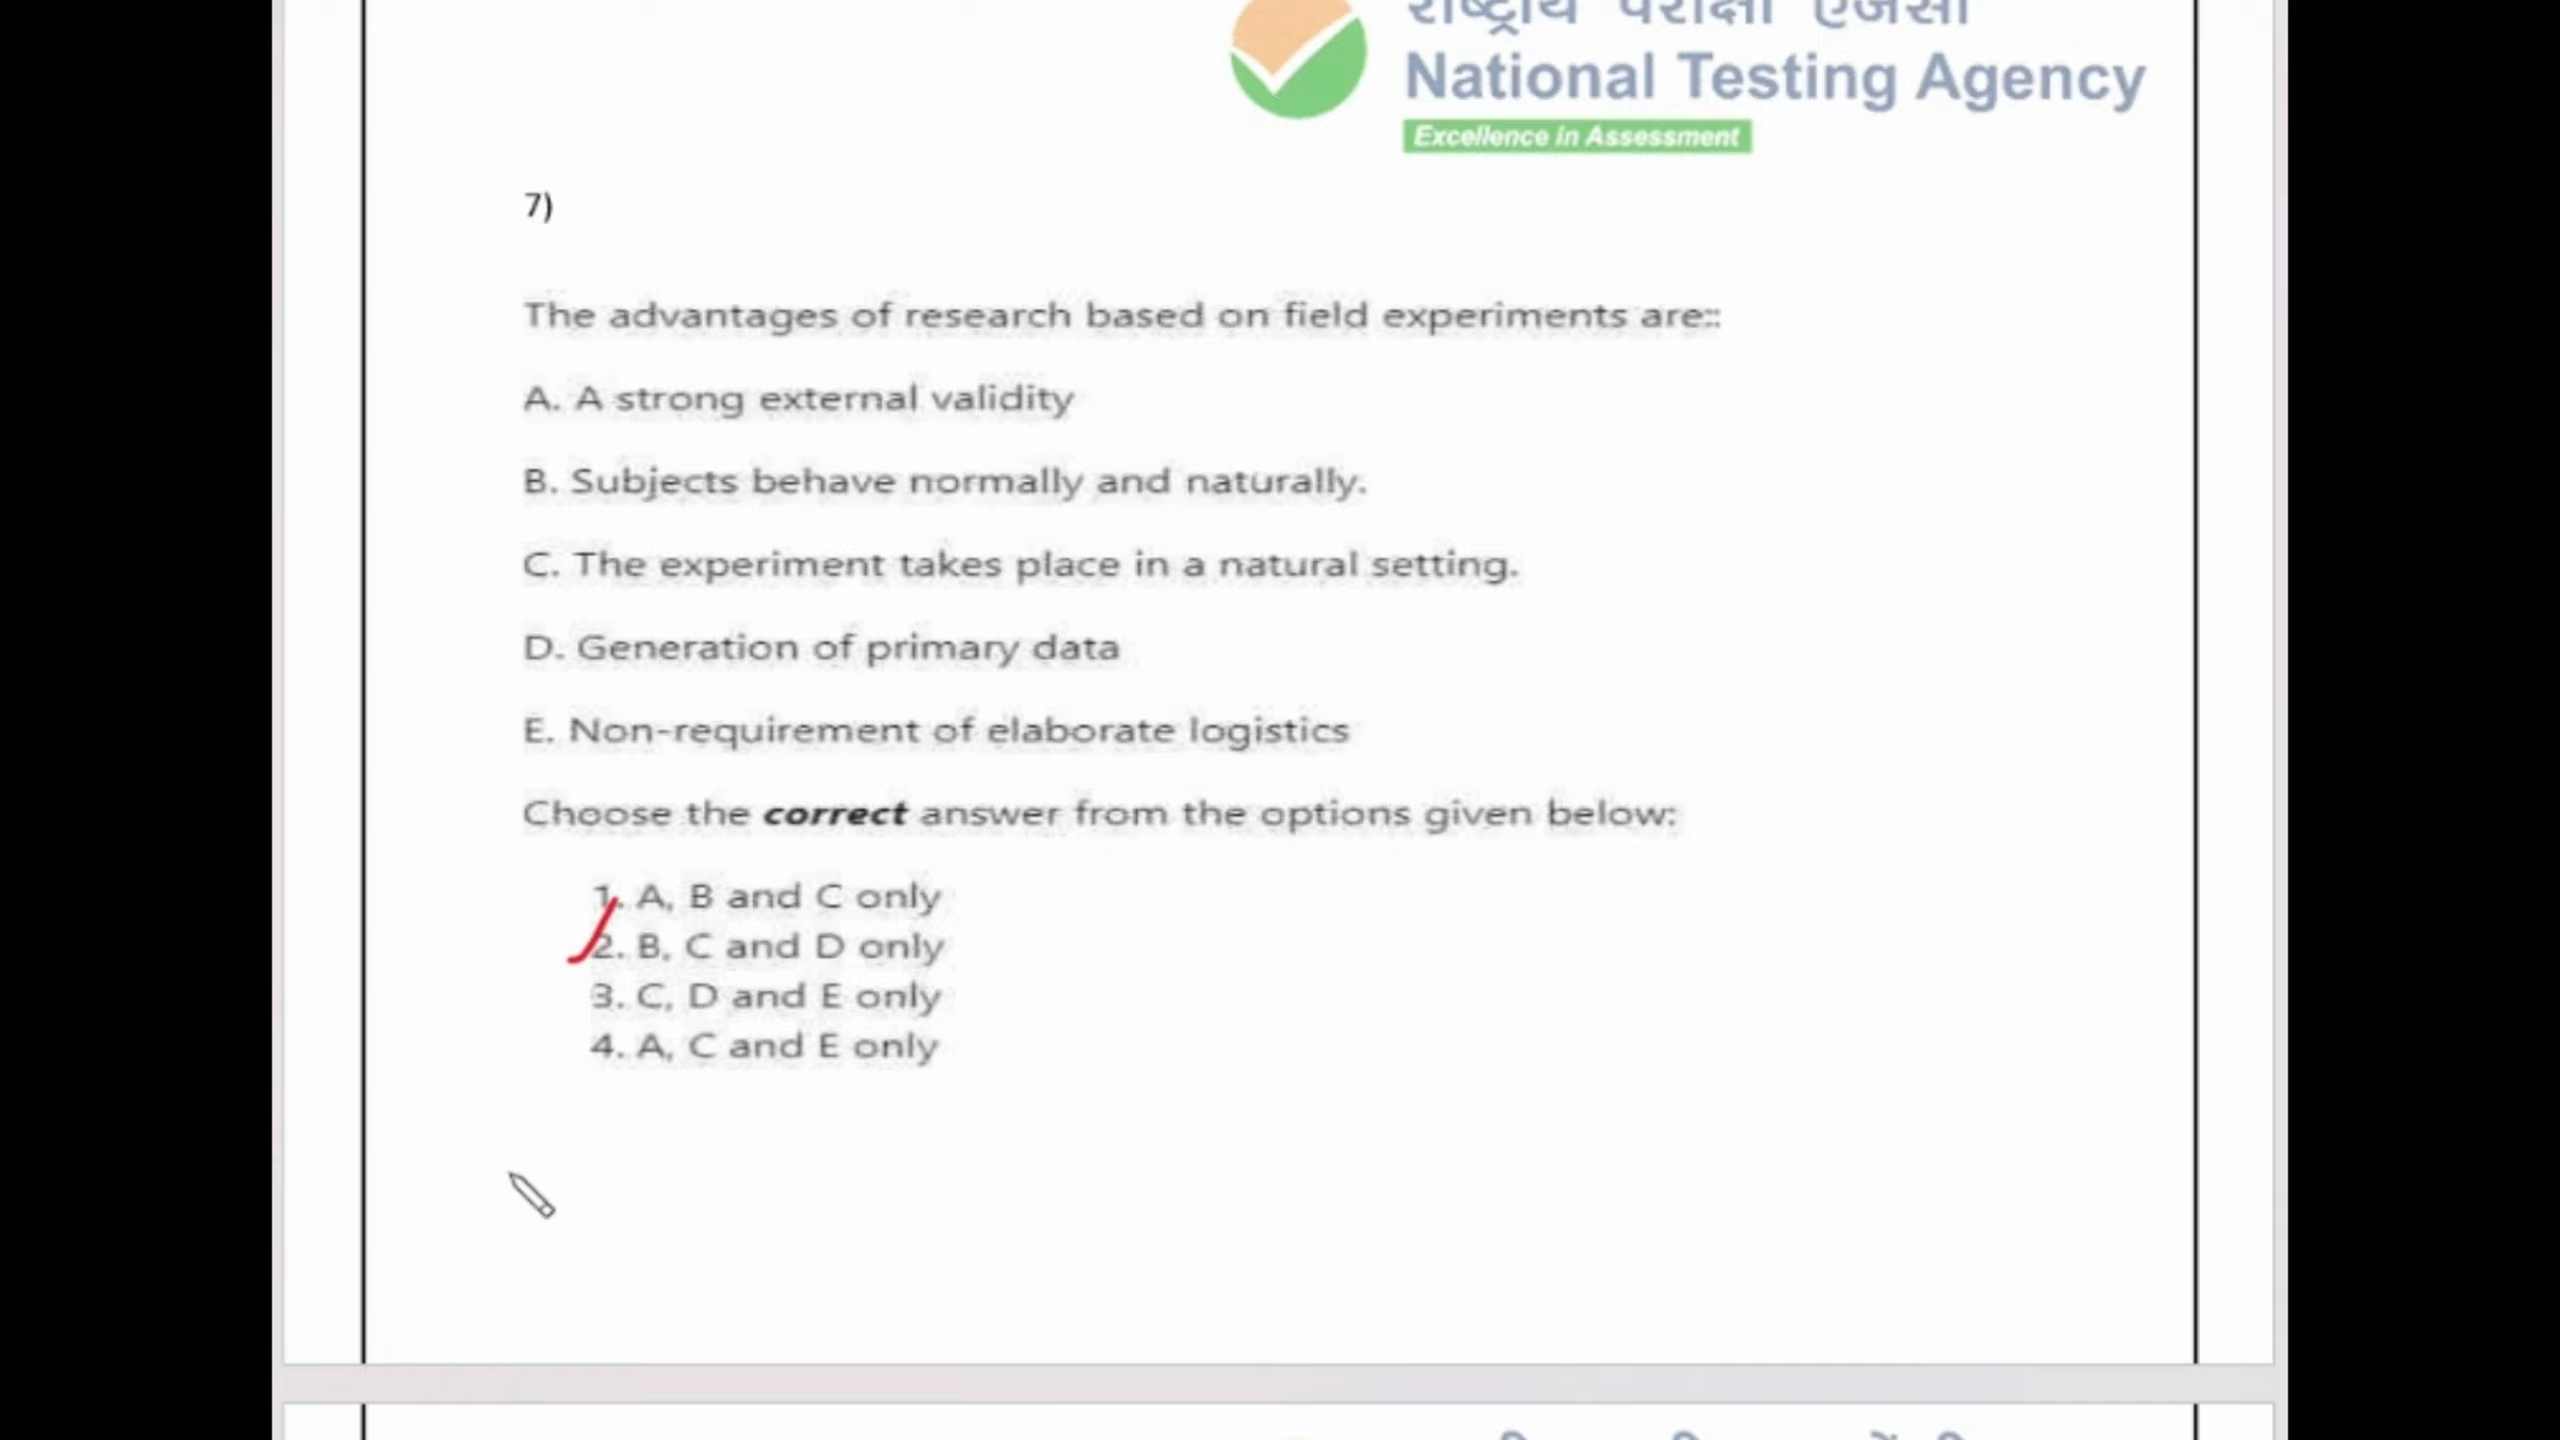 राष्ट्रीय परीक्षा एजेंसी
National Testing Agency
Excellence in Assessment
7)
The advantages of research based on field experiments are::
A. A strong external validity
B. Subjects behave normally and naturally.
C. The experiment takes place in a natural setting.
D. Generation of primary data
E. Non-requirement of elaborate logistics
Choose the correct answer from the options given below:
1. A, B and C only
2. B, C and D only
3. C, D and E only
4. A, C and E only